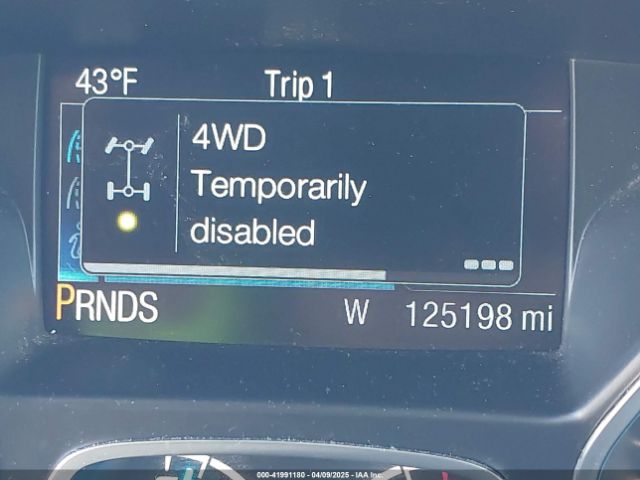 43°F Trip 1
4WD
Temporarily
disabled
PRNDS W 125198 mi
000-41991180 - 04/09/2025 - IAA Inc.